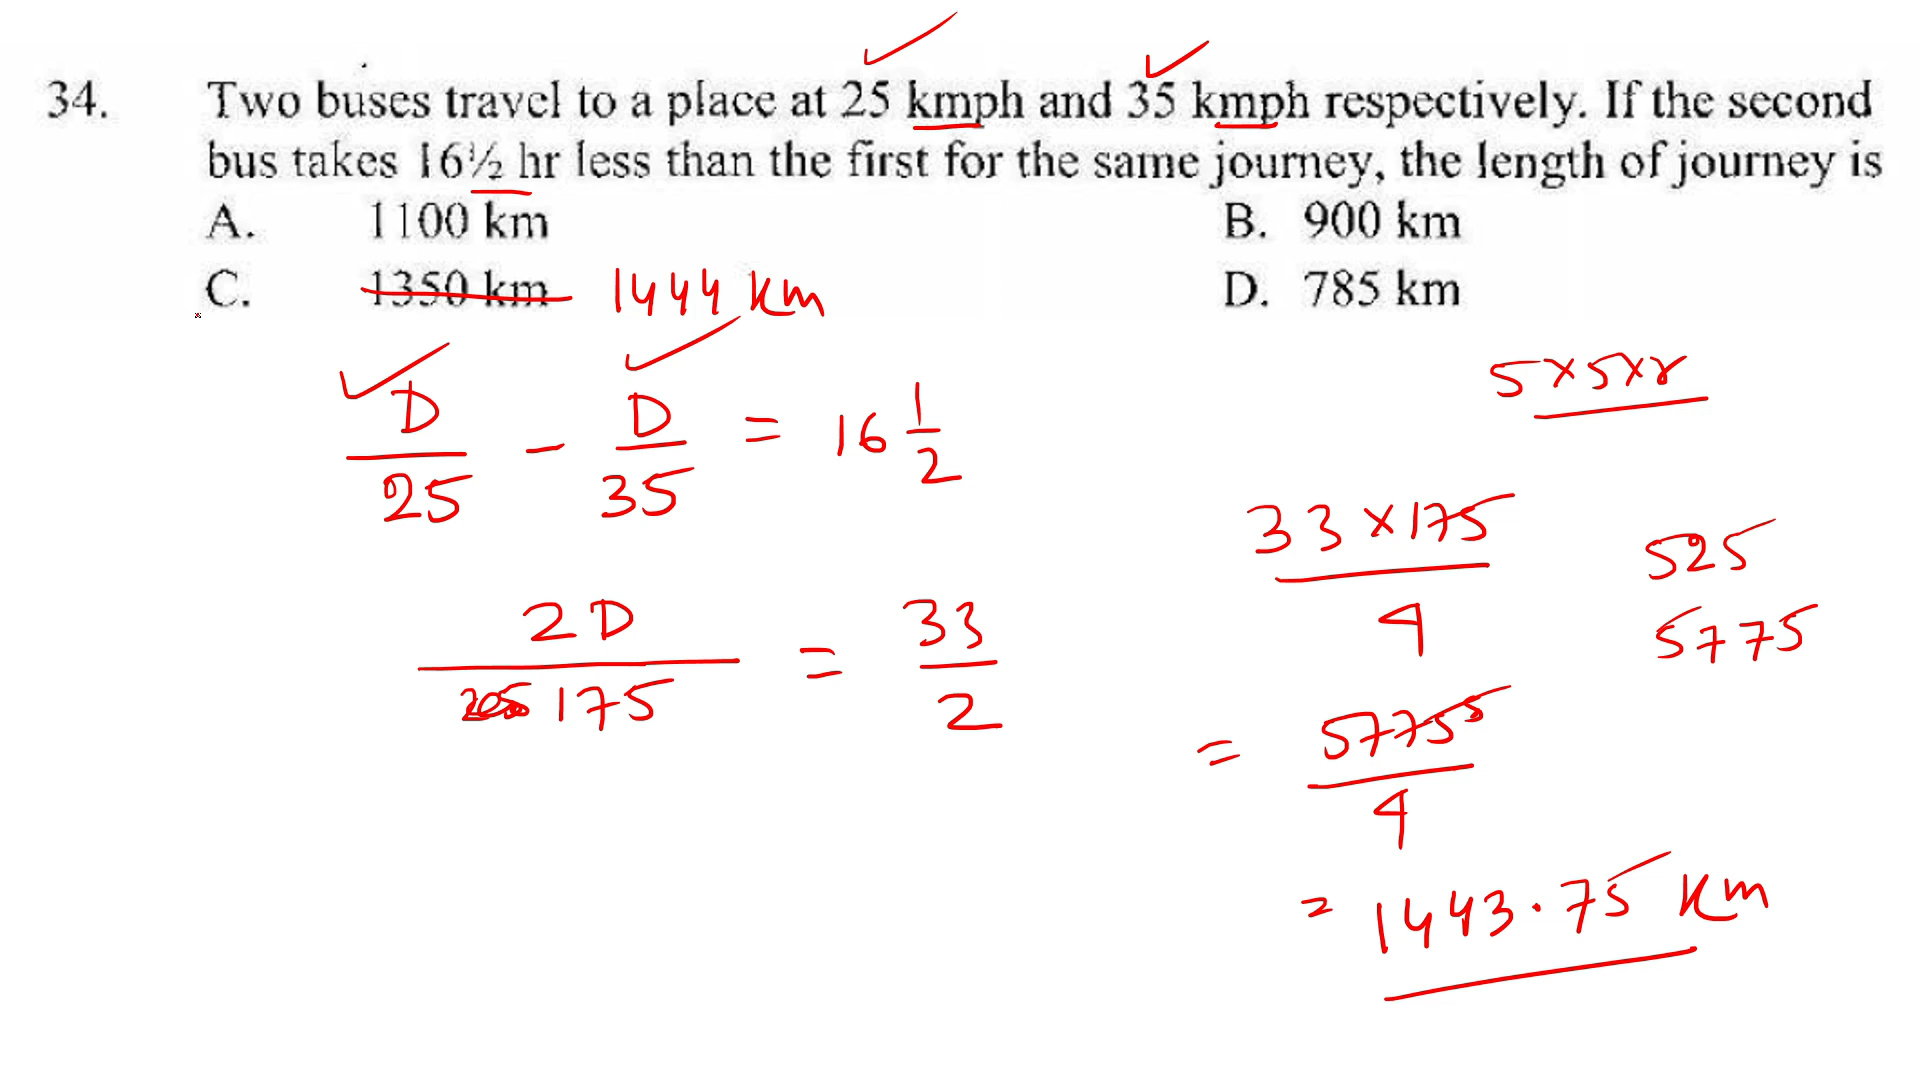 34. Two buses travel to a place at 25 kmph and 35 kmph respectively. If the second
bus takes 16½ hr less than the first for the same journey, the length of journey is
A. 1100 km B. 900 km
C. 1350 km 1444 km D. 785 km
D/25 - D/35 = 16 1/2
5×5×
2D/175 = 33/2
33×175/4
525
5775
= 5775/4
= 1443.75 km